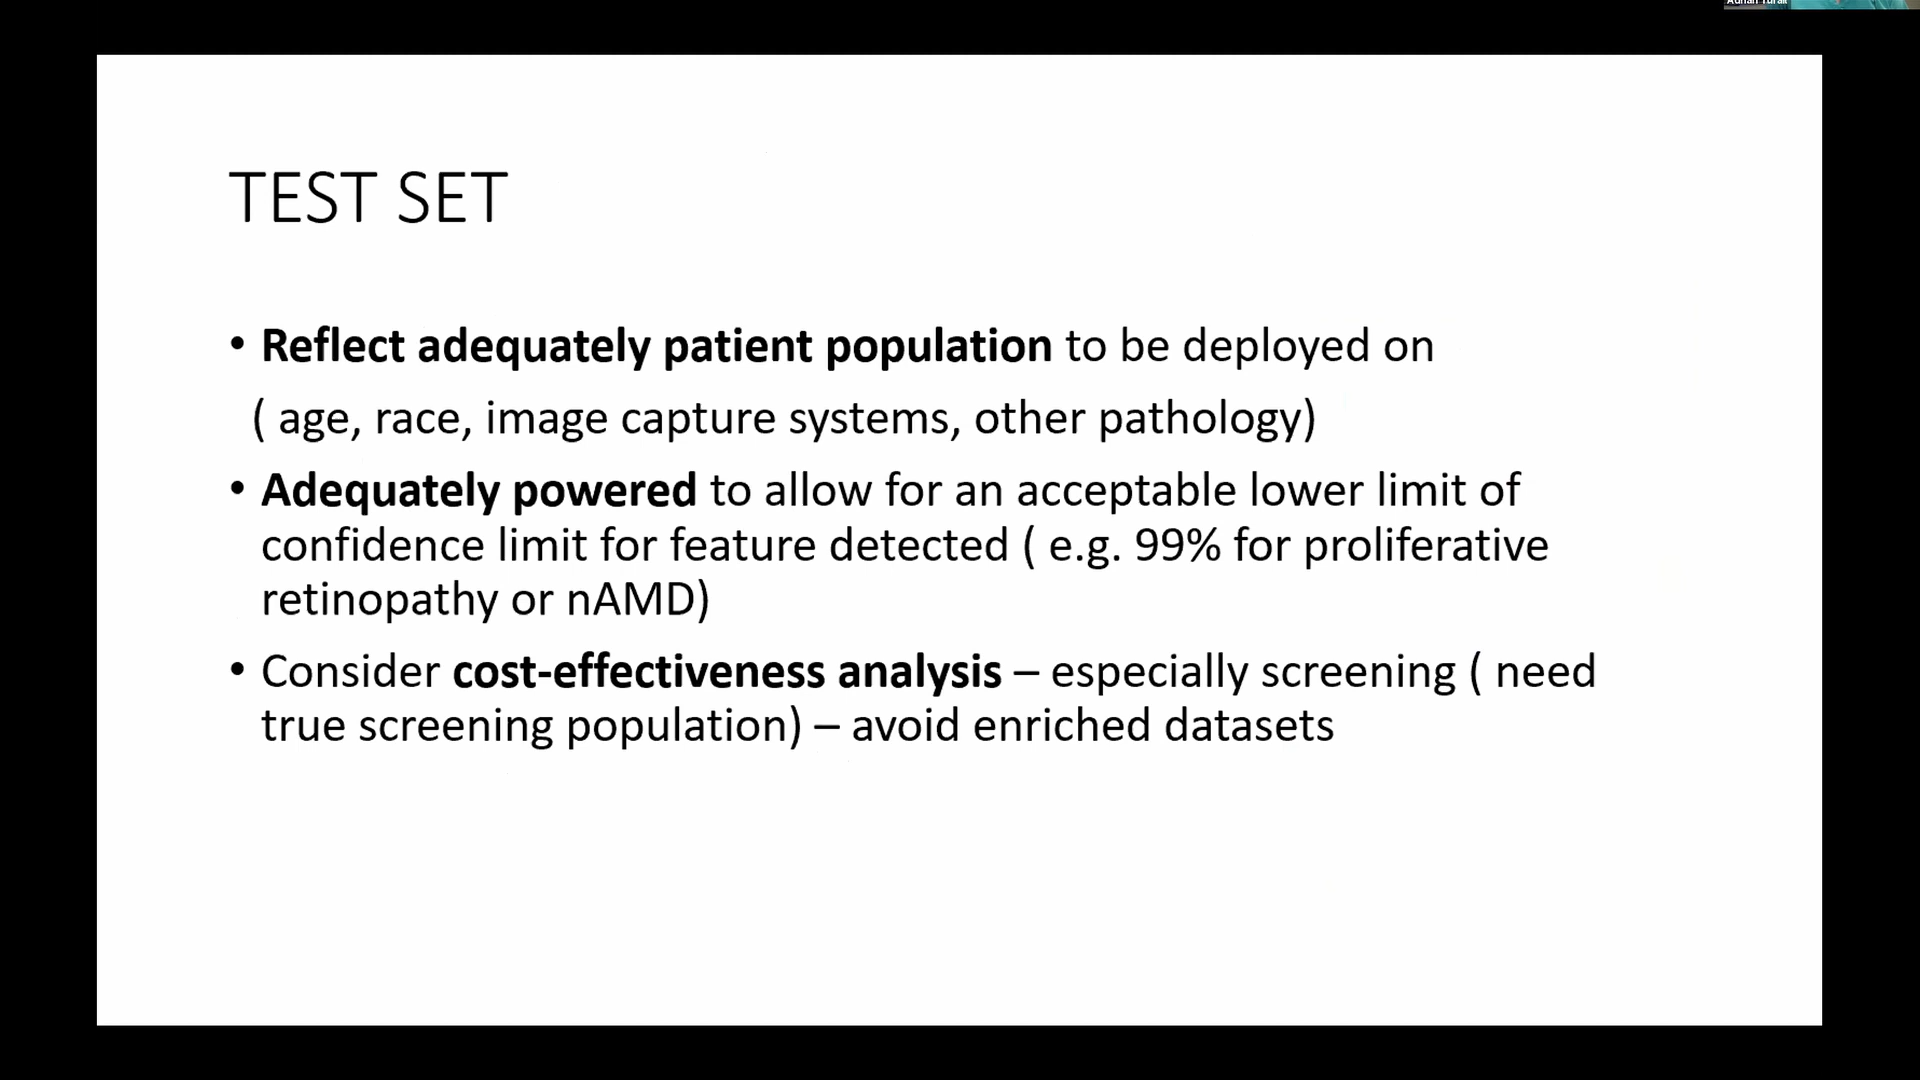 TEST SET
• Reflect adequately patient population to be deployed on
( age, race, image capture systems, other pathology)
• Adequately powered to allow for an acceptable lower limit of
confidence limit for feature detected ( e.g. 99% for proliferative
retinopathy or nAMD)
• Consider cost-effectiveness analysis – especially screening ( need
true screening population) – avoid enriched datasets